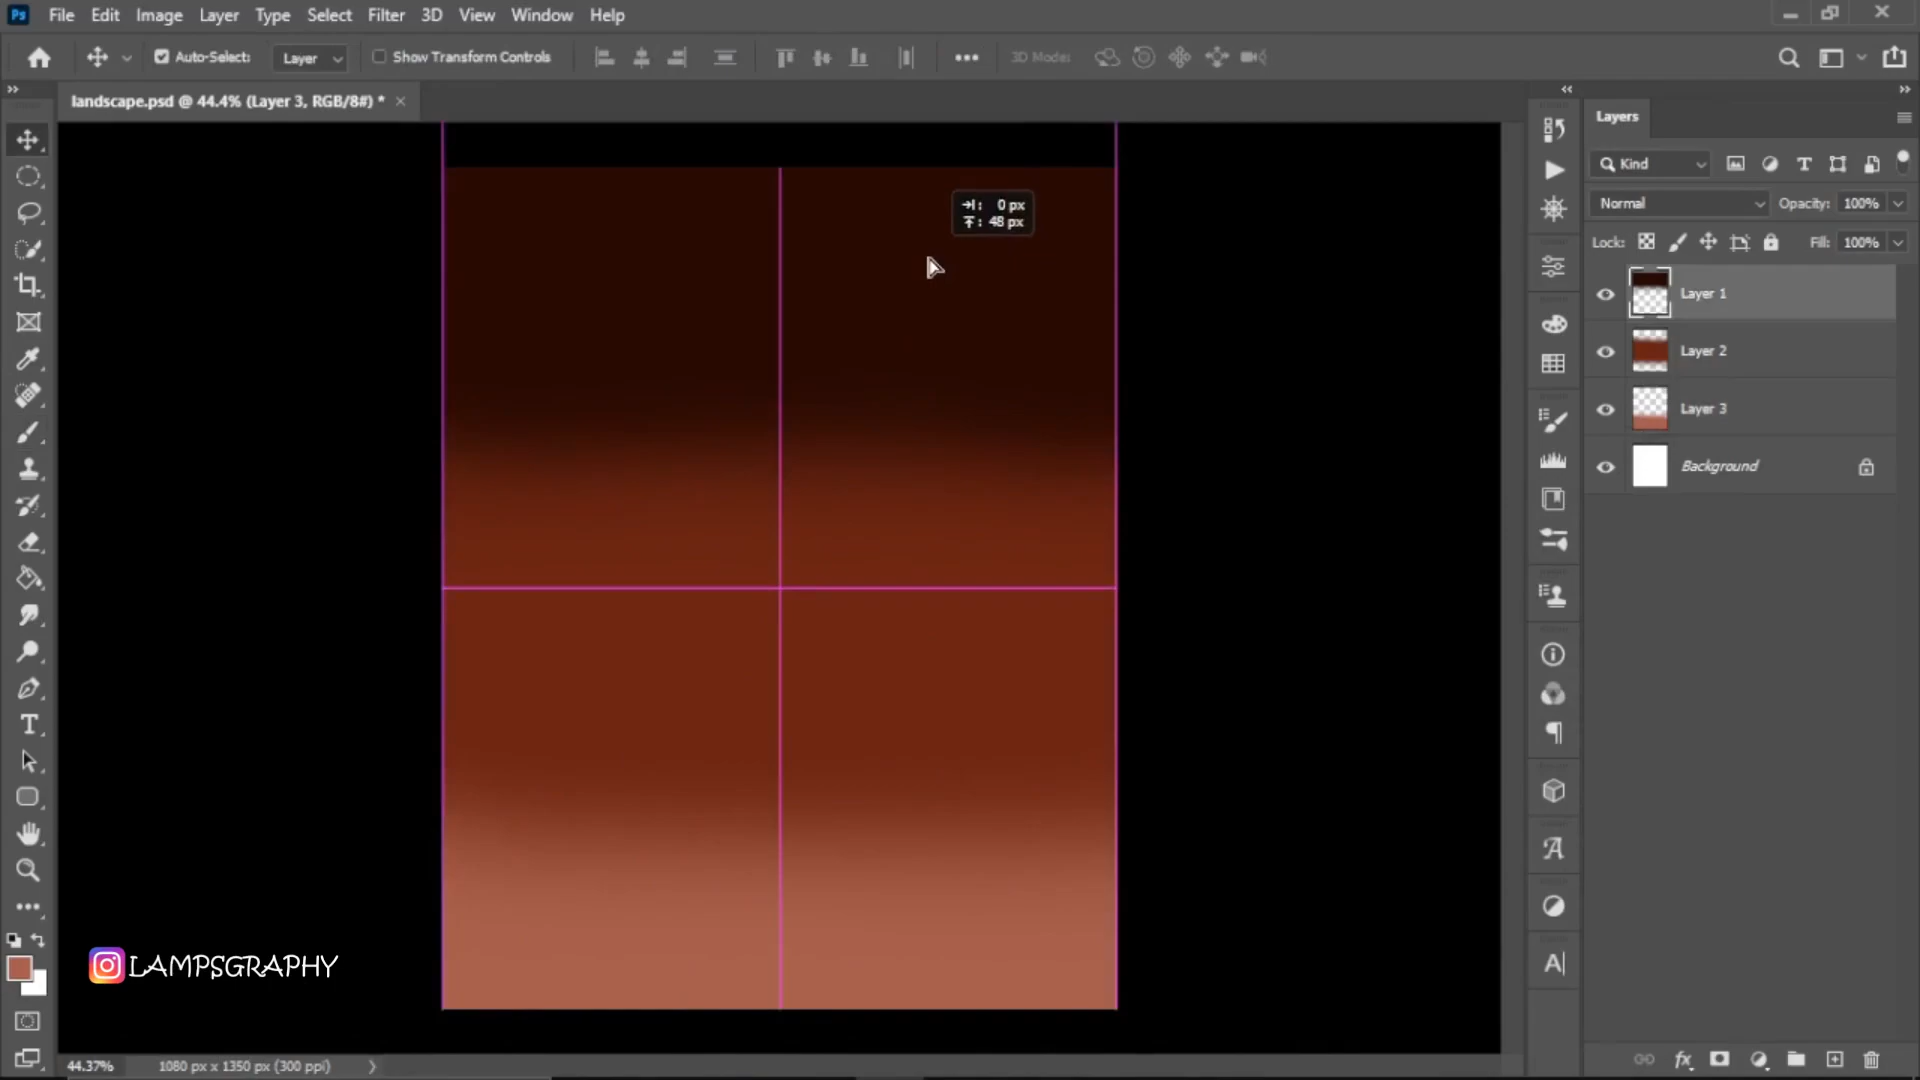 Ps File Edit Image Layer Type Select Filter 3D View Window Help
Auto-Select: Layer Show Transform Controls 3D Mode:
landscape.psd @ 44.4% (Layer 3, RGB/8#) *
Layers
Kind
Normal Opacity: 100%
Lock: Fill: 100%
: 0 px
: 48 px
Layer 1
Layer 2
Layer 3
Background
LAMPSGRAPHY
44.37% 1080 px x 1350 px (300 ppi)